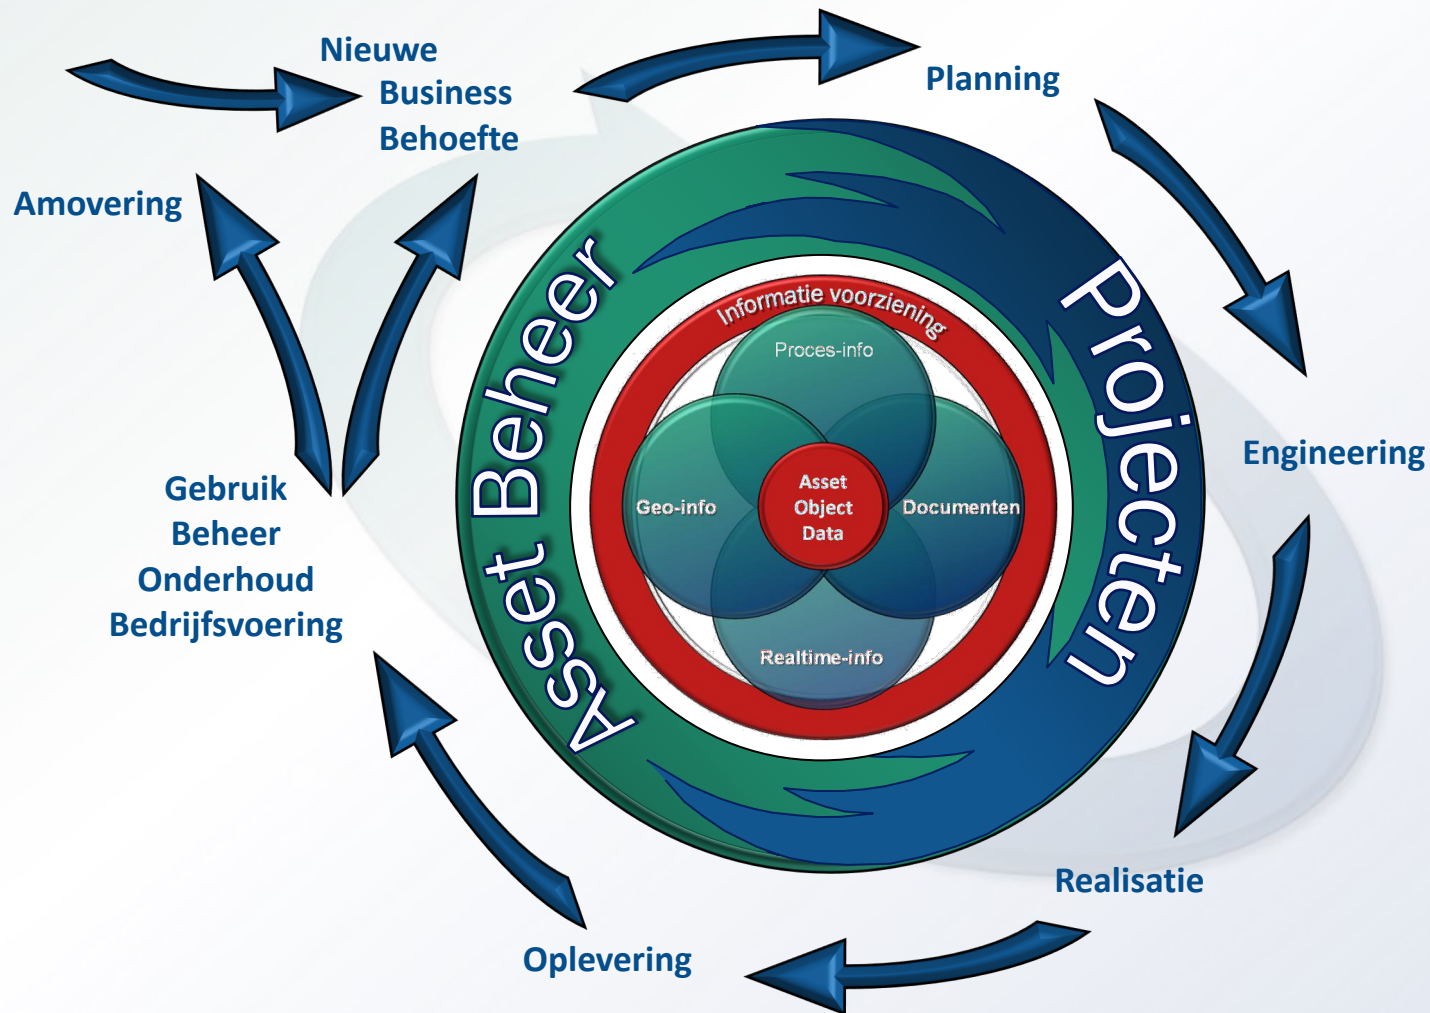 Nieuwe
Business
Behoefte
Planning
Amovering
Engineering
Gebruik
Beheer
Onderhoud
Bedrijfsvoering
Realisatie
Oplevering
Asset Beheer
Projecten
Informatie voorziening
Proces-info
Geo-info
Asset
Object
Data
Documenten
Realtime-info